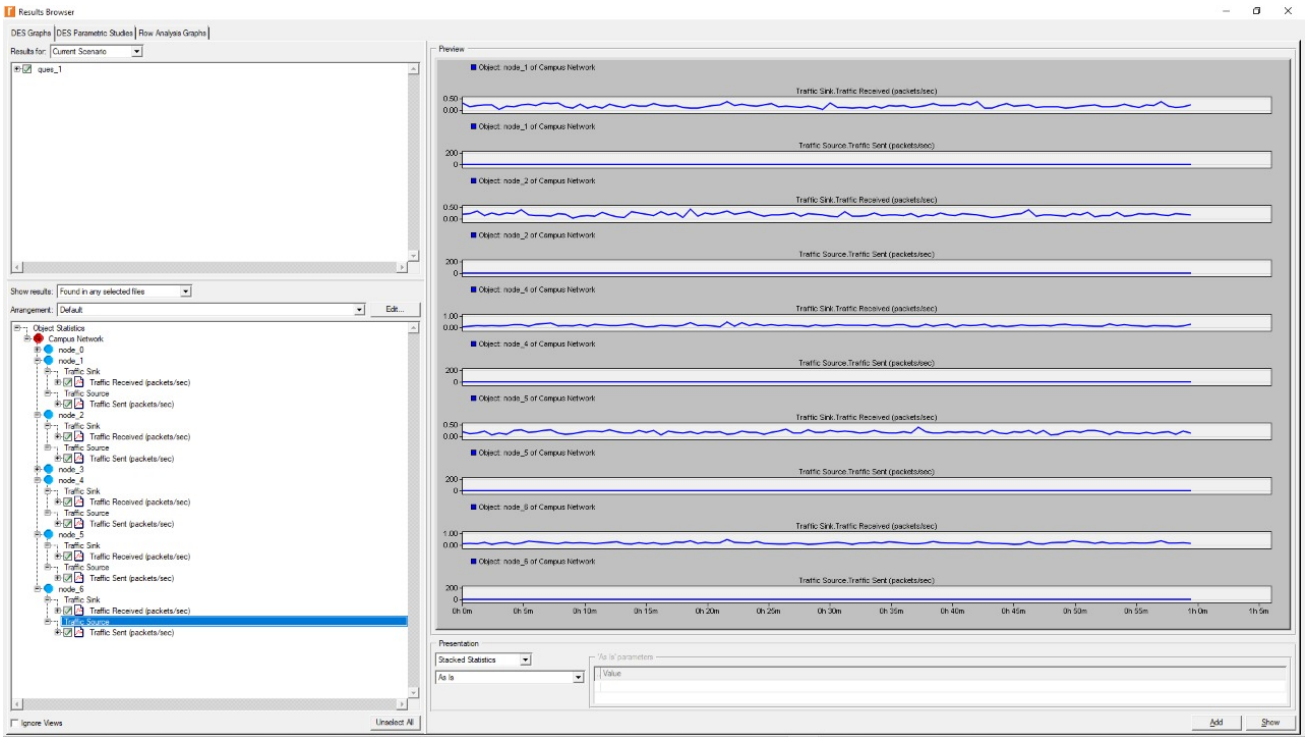 Results Browser
DES Graphs DES Parametric Studies Flow Analysis Graphs
Results for: Current Scenario
ques_1
Show results: Found in any selected files
Arrangement: Default Edit...
Object Statistics
Campus Network
node_0
node_1
Traffic Sink
Traffic Received (packets/sec)
Traffic Source
Traffic Sent (packets/sec)
node_2
Traffic Sink
Traffic Received (packets/sec)
Traffic Source
Traffic Sent (packets/sec)
node_3
node_4
Traffic Sink
Traffic Received (packets/sec)
Traffic Source
Traffic Sent (packets/sec)
node_5
Traffic Sink
Traffic Received (packets/sec)
Traffic Source
Traffic Sent (packets/sec)
node_6
Traffic Sink
Traffic Received (packets/sec)
Traffic Source
Traffic Sent (packets/sec)
Ignore Views Unselect All
Preview
Object: node_1 of Campus Network
Traffic Sink.Traffic Received (packets/sec)
0.50
0.00
Object: node_1 of Campus Network
Traffic Source.Traffic Sent (packets/sec)
200
0
Object: node_2 of Campus Network
Traffic Sink.Traffic Received (packets/sec)
0.50
0.00
Object: node_2 of Campus Network
Traffic Source.Traffic Sent (packets/sec)
200
0
Object: node_4 of Campus Network
Traffic Sink.Traffic Received (packets/sec)
1.00
0.00
Object: node_4 of Campus Network
Traffic Source.Traffic Sent (packets/sec)
200
0
Object: node_5 of Campus Network
Traffic Sink.Traffic Received (packets/sec)
0.50
0.00
Object: node_5 of Campus Network
Traffic Source.Traffic Sent (packets/sec)
200
0
Object: node_6 of Campus Network
Traffic Sink.Traffic Received (packets/sec)
1.00
0.00
Object: node_6 of Campus Network
Traffic Source.Traffic Sent (packets/sec)
200
0
0h 0m 0h 5m 0h 10m 0h 15m 0h 20m 0h 25m 0h 30m 0h 35m 0h 40m 0h 45m 0h 50m 0h 55m 1h 0m 1h 5m
Presentation
Stacked Statistics
As Is
'As Is' parameters
Value
Add Show